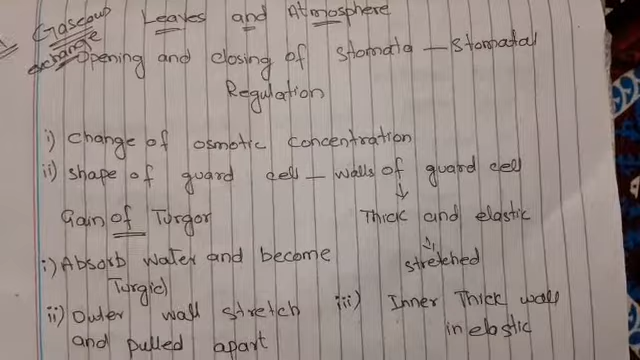 Gaseous exchange
Leaves and Atmosphere
Opening and closing of Stomata – Stomatal
Regulation
i) Change of osmotic concentration
ii) shape of guard cell – walls of guard cell
Gain of Turgor
Thick and elastic
stretched
i) Absorb water and become
Turgid
ii) Outer wall stretch
and pulled apart
iii) Inner Thick wall
inelastic